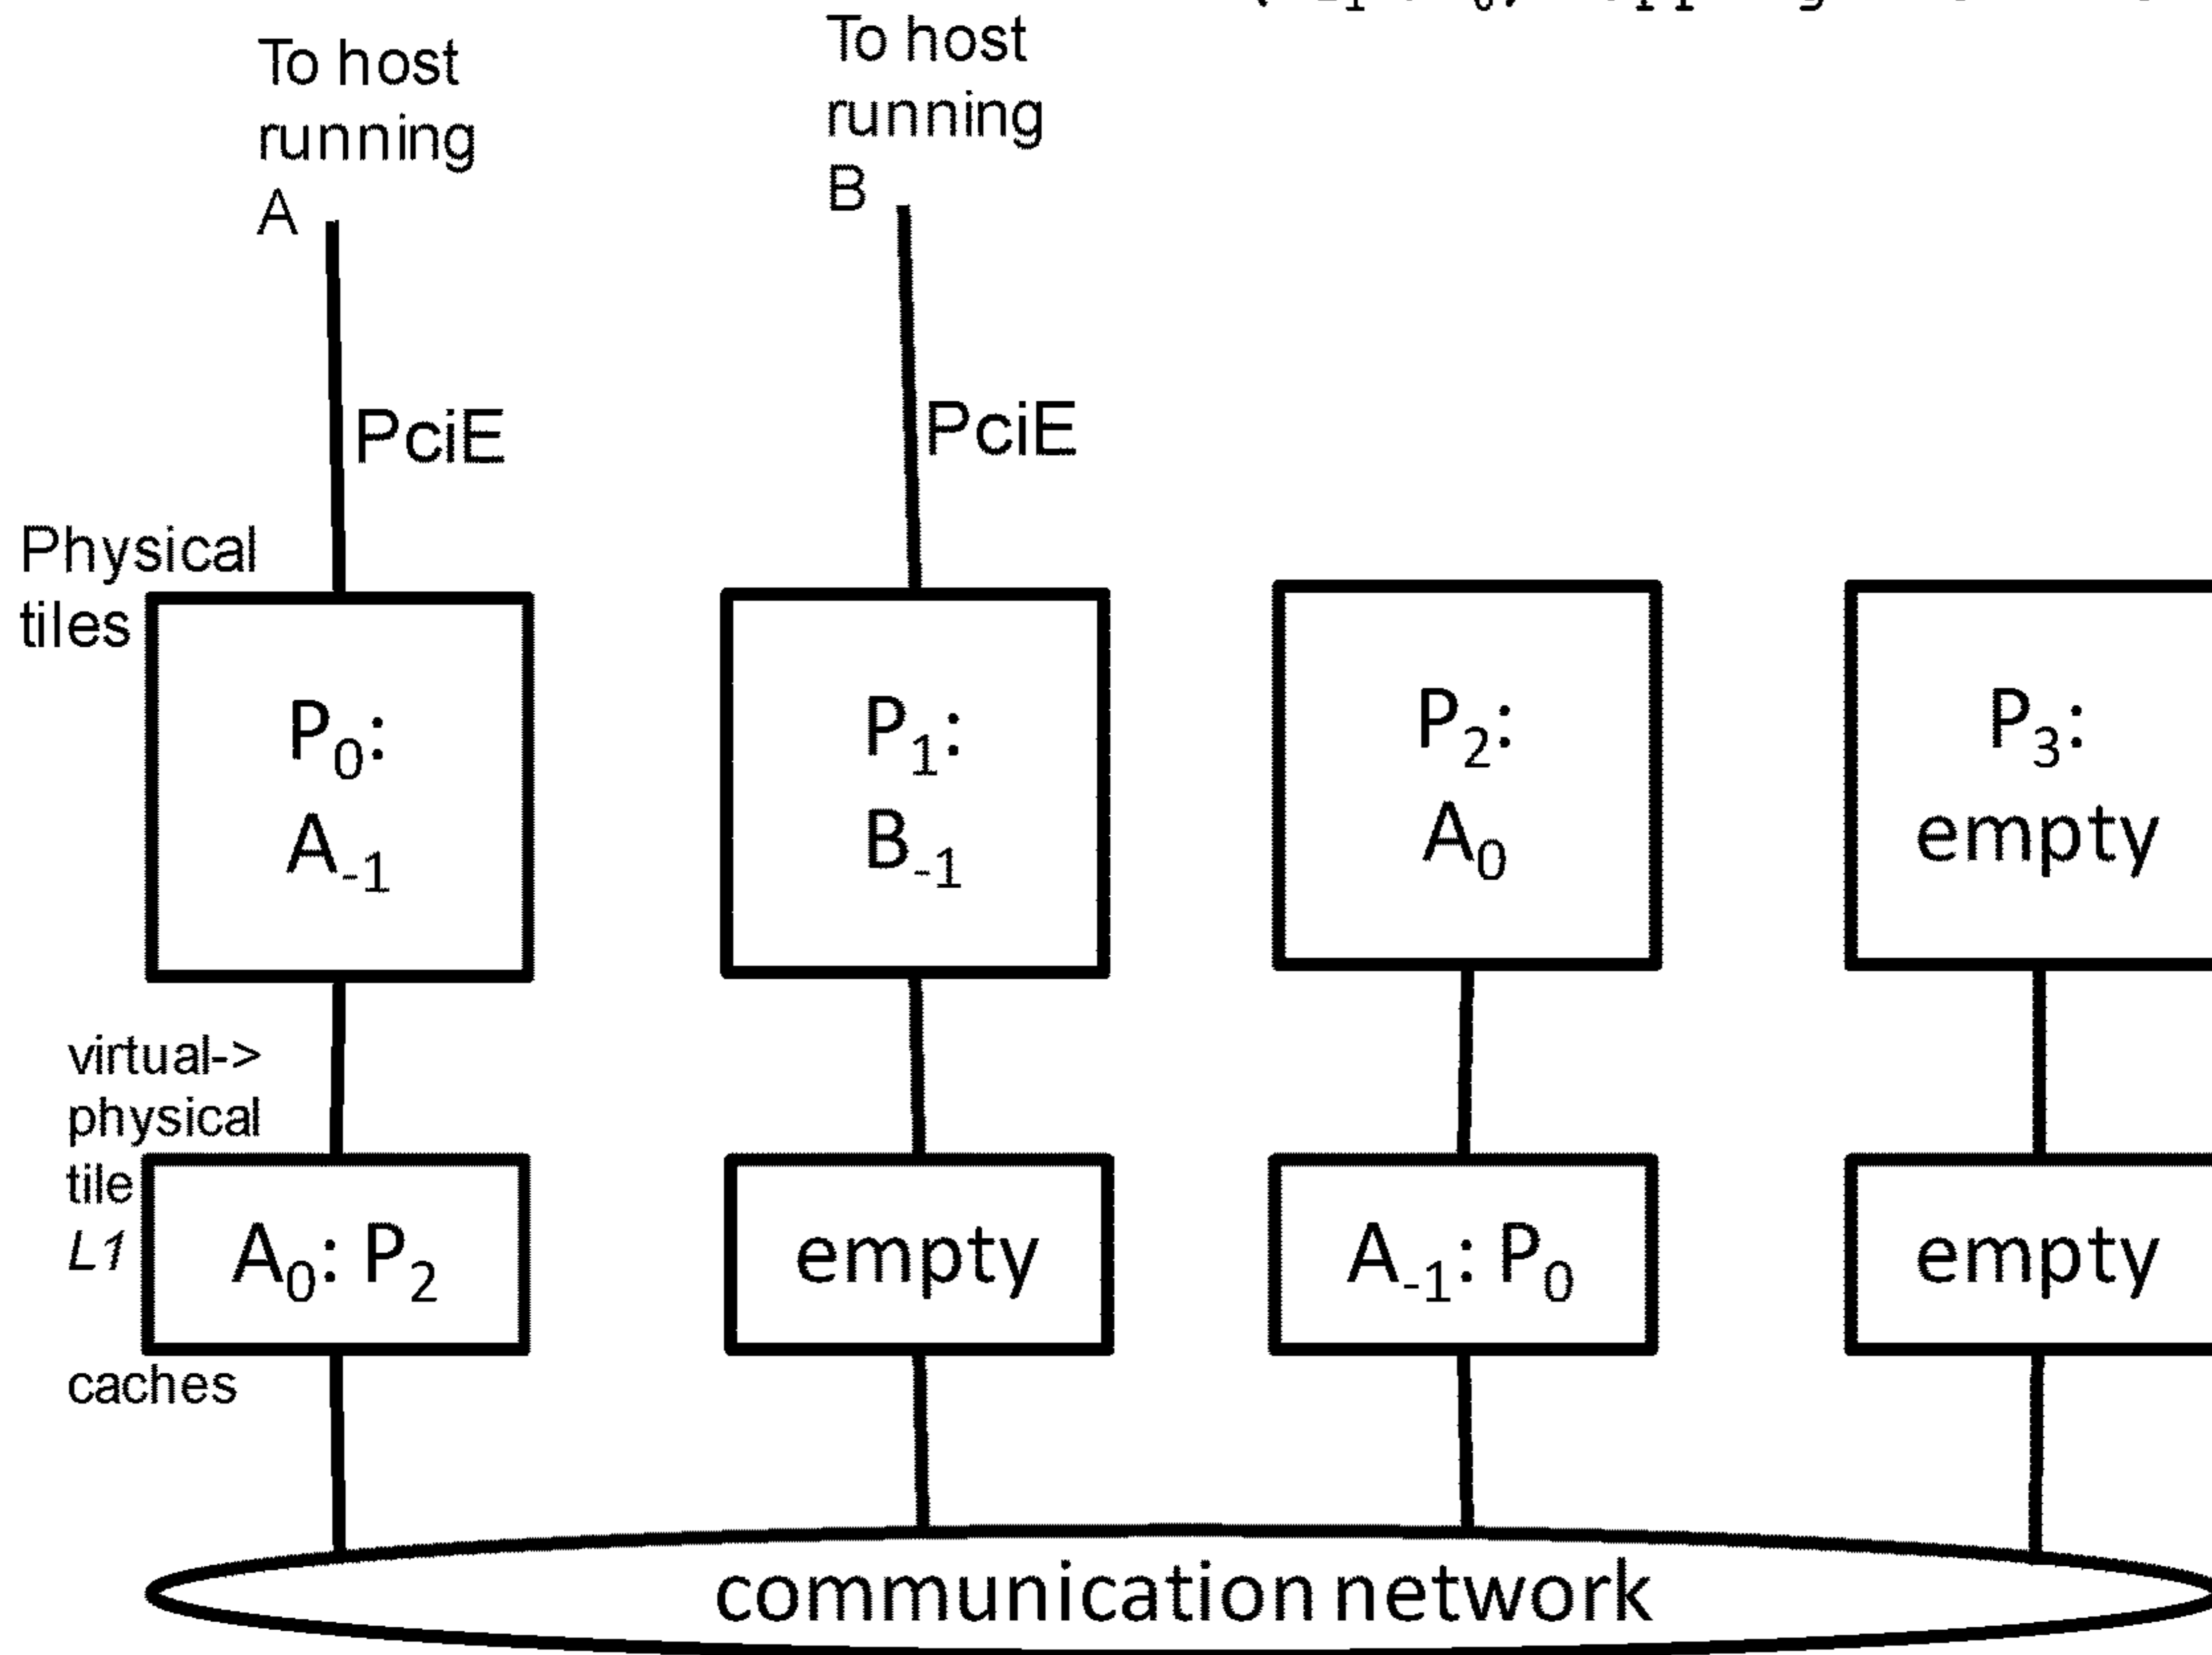 To host
running
A
To host
running
B
PciE
PciE
Physical
tiles
P₀:
A₋₁
P₁:
B₋₁
P₂:
A₀
P₃:
empty
virtual->
physical
tile
L1
caches
A₀: P₂
empty
A₋₁: P₀
empty
communication network